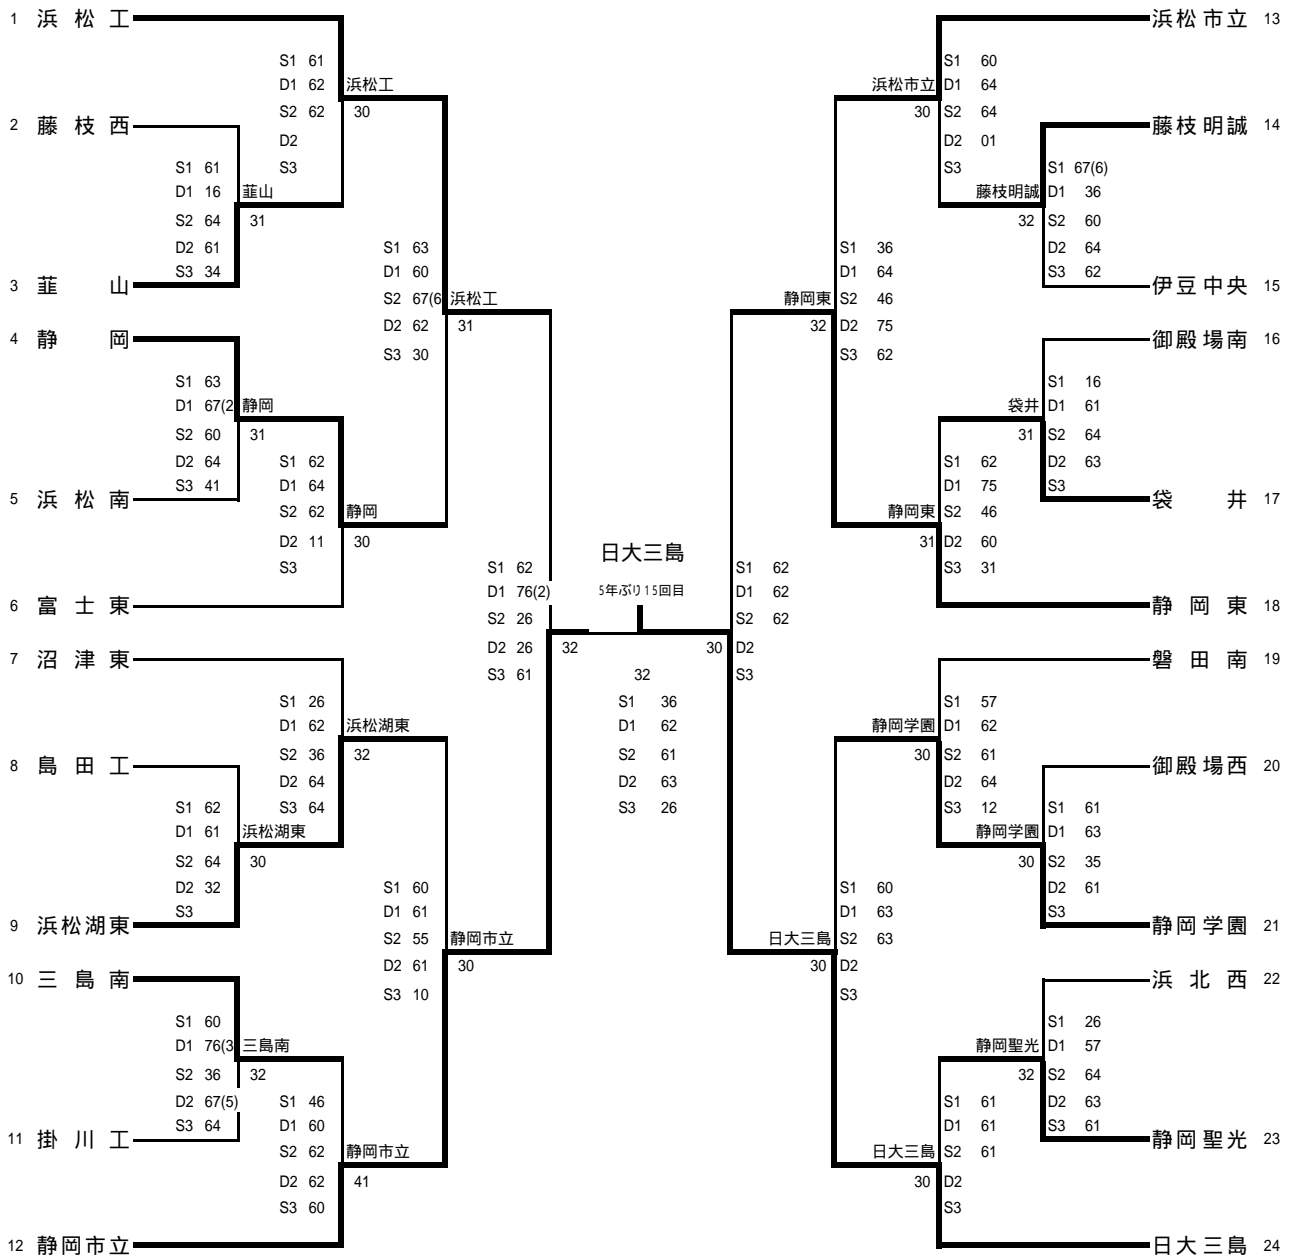 1 浜松工
S1 61
D1 62
S2 62
D2
S3
浜松工
30
2 藤枝西
S1 61
D1 16
S2 64
D2 61
S3 34
韮山
31
3 韮山
S1 63
D1 60
S2 67(6
D2 62
S3 30
浜松工
31
4 静岡
S1 63
D1 67(2
S2 60
D2 64
S3 41
静岡
31
5 浜松南
S1 62
D1 64
S2 62
D2 11
S3
静岡
30
6 富士東
S1 62
D1 76(2)
S2 26
D2 26
S3 61
32
7 沼津東
S1 26
D1 62
S2 36
D2 64
S3 64
浜松湖東
32
8 島田工
S1 62
D1 61
S2 64
D2 32
S3
浜松湖東
30
9 浜松湖東
S1 60
D1 61
S2 55
D2 61
S3 10
静岡市立
30
10 三島南
S1 60
D1 76(3
S2 36
D2 67(5)
S3 64
三島南
32
11 掛川工
S1 46
D1 60
S2 62
D2 62
S3 60
静岡市立
41
12 静岡市立
日大三島
5年ぶり15回目
32
S1 36
D1 62
S2 61
D2 63
S3 26
浜松市立 13
浜松市立
30
S1 60
D1 64
S2 64
D2 01
S3
藤枝明誠 14
藤枝明誠
32
S1 67(6)
D1 36
S2 60
D2 64
S3 62
伊豆中央 15
静岡東
32
S1 36
D1 64
S2 46
D2 75
S3 62
御殿場南 16
袋井
31
S1 16
D1 61
S2 64
D2 63
S3
袋井 17
静岡東
31
S1 62
D1 75
S2 46
D2 60
S3 31
静岡東 18
30
S1 62
D1 62
S2 62
D2
S3
磐田南 19
静岡学園
30
S1 57
D1 62
S2 61
D2 64
S3 12
御殿場西 20
静岡学園
30
S1 61
D1 63
S2 35
D2 61
S3
静岡学園 21
日大三島
30
S1 60
D1 63
S2 63
D2
S3
浜北西 22
静岡聖光
32
S1 26
D1 57
S2 64
D2 63
S3 61
静岡聖光 23
日大三島
30
S1 61
D1 61
S2 61
D2
S3
日大三島 24